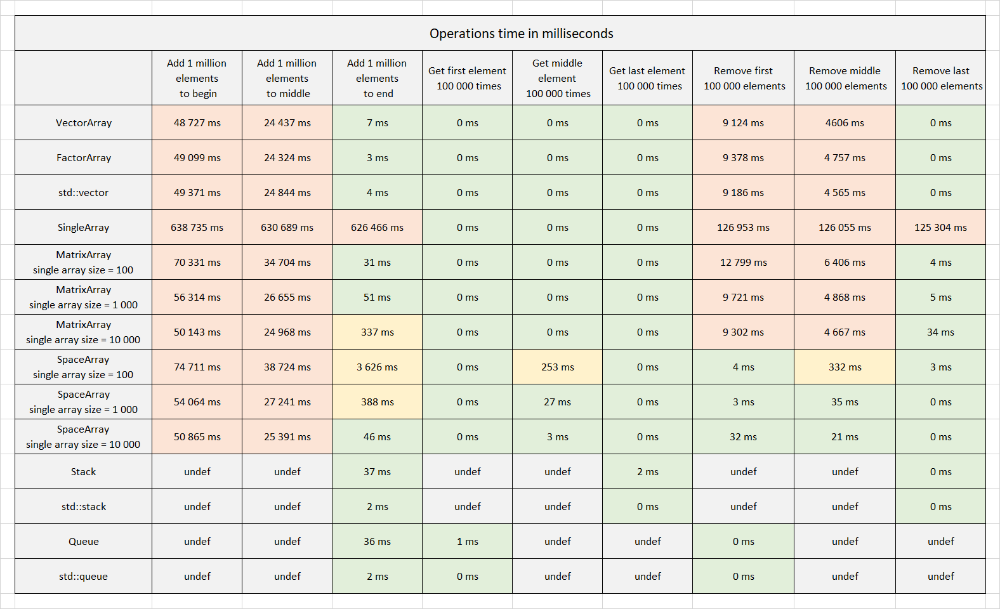 Operations time in milliseconds
Add 1 million
elements
to begin
Add 1 million
elements
to middle
Add 1 million
elements
to end
Get first element
100 000 times
Get middle
element
100 000 times
Get last element
100 000 times
Remove first
100 000 elements
Remove middle
100 000 elements
Remove last
100 000 elements
VectorArray 48 727 ms 24 437 ms 7 ms 0 ms 0 ms 0 ms 9 124 ms 4606 ms 0 ms
FactorArray 49 099 ms 24 324 ms 3 ms 0 ms 0 ms 0 ms 9 378 ms 4 757 ms 0 ms
std::vector 49 371 ms 24 844 ms 4 ms 0 ms 0 ms 0 ms 9 186 ms 4 565 ms 0 ms
SingleArray 638 735 ms 630 689 ms 626 466 ms 0 ms 0 ms 0 ms 126 953 ms 126 055 ms 125 304 ms
MatrixArray
single array size = 100 70 331 ms 34 704 ms 31 ms 0 ms 0 ms 0 ms 12 799 ms 6 406 ms 4 ms
MatrixArray
single array size = 1 000 56 314 ms 26 655 ms 51 ms 0 ms 0 ms 0 ms 9 721 ms 4 868 ms 5 ms
MatrixArray
single array size = 10 000 50 143 ms 24 968 ms 337 ms 0 ms 0 ms 0 ms 9 302 ms 4 667 ms 34 ms
SpaceArray
single array size = 100 74 711 ms 38 724 ms 3 626 ms 0 ms 253 ms 0 ms 4 ms 332 ms 3 ms
SpaceArray
single array size = 1 000 54 064 ms 27 241 ms 388 ms 0 ms 27 ms 0 ms 3 ms 35 ms 0 ms
SpaceArray
single array size = 10 000 50 865 ms 25 391 ms 46 ms 0 ms 3 ms 0 ms 32 ms 21 ms 0 ms
Stack undef undef 37 ms undef undef 2 ms undef undef 0 ms
std::stack undef undef 2 ms undef undef 0 ms undef undef 0 ms
Queue undef undef 36 ms 1 ms undef undef 0 ms undef undef
std::queue undef undef 2 ms 0 ms undef undef 0 ms undef undef